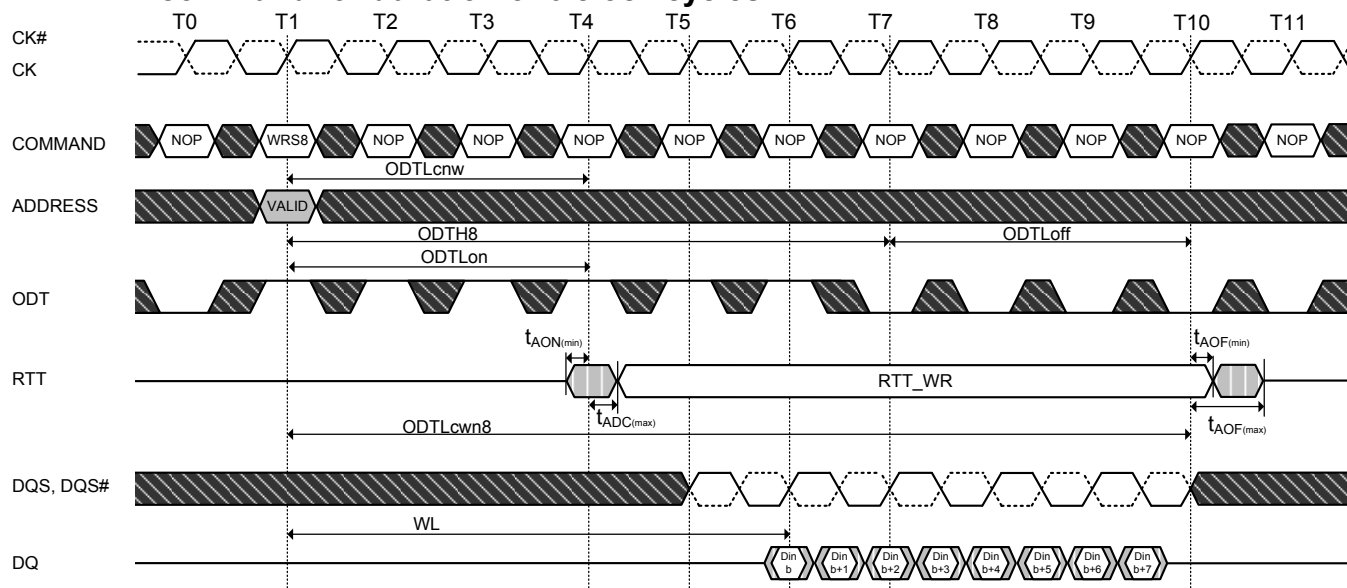 T0 T1 T2 T3 T4 T5 T6 T7 T8 T9 T10 T11
CK#
CK
COMMAND NOP WRS8 NOP NOP NOP NOP NOP NOP NOP NOP NOP NOP
ODTLcnw
ADDRESS VALID
ODTH8 ODTLoff
ODTLon
ODT
tAON(min) tAOF(min)
RTT RTT_WR
tADC(max) tAOF(max)
ODTLcwn8
DQS, DQS#
WL
DQ Din b Din b+1 Din b+2 Din b+3 Din b+4 Din b+5 Din b+6 Din b+7